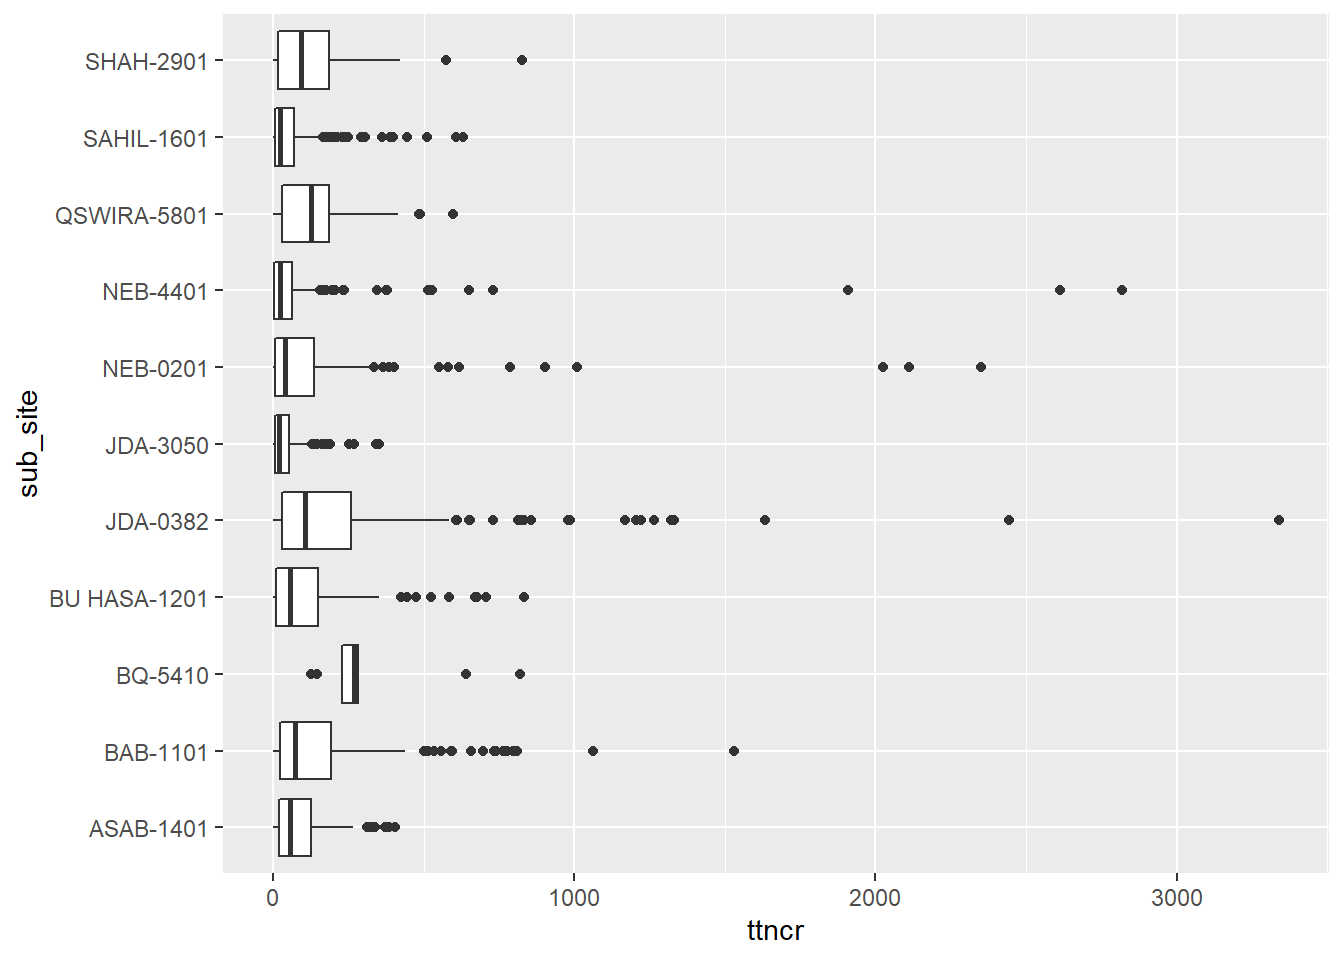 SHAH-2901
SAHIL-1601
QSWIRA-5801
NEB-4401
NEB-0201
JDA-3050
JDA-0382
BU HASA-1201
BQ-5410
BAB-1101
ASAB-1401
sub_site
0 1000 2000 3000
ttncr